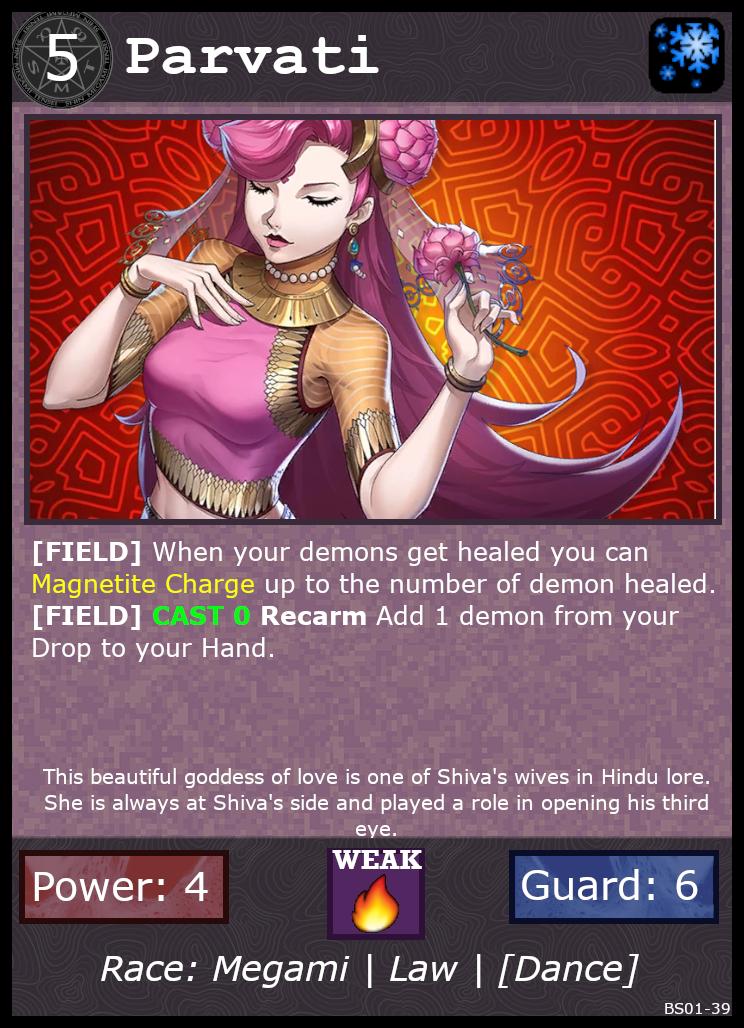 5 Parvati
[FIELD] When your demons get healed you can
Magnetite Charge up to the number of demon healed.
[FIELD] CAST 0 Recarm Add 1 demon from your
Drop to your Hand.
This beautiful goddess of love is one of Shiva's wives in Hindu lore.
She is always at Shiva's side and played a role in opening his third
eye.
WEAK
Power: 4
Guard: 6
Race: Megami | Law | [Dance]
BS01-39